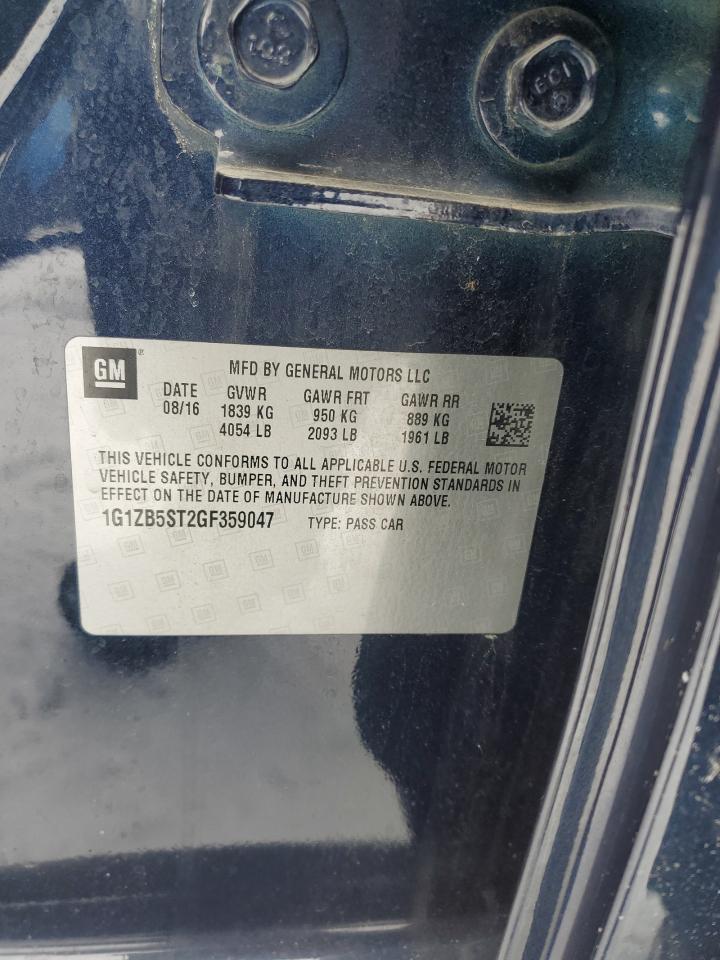 103
ECI
GM
MFD BY GENERAL MOTORS LLC
DATE GVWR GAWR FRT GAWR RR
08/16 1839 KG 950 KG 889 KG
4054 LB 2093 LB 1961 LB
THIS VEHICLE CONFORMS TO ALL APPLICABLE U.S. FEDERAL MOTOR
VEHICLE SAFETY, BUMPER, AND THEFT PREVENTION STANDARDS IN
EFFECT ON THE DATE OF MANUFACTURE SHOWN ABOVE.
1G1ZB5ST2GF359047 TYPE: PASS CAR